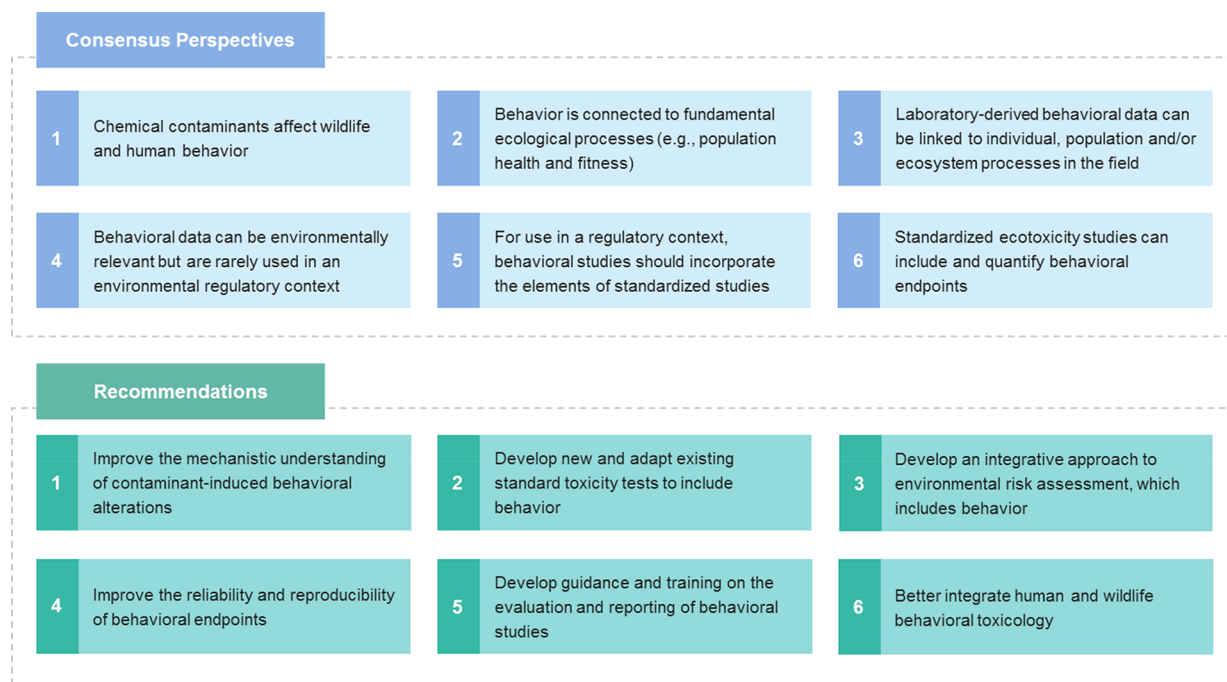 Consensus Perspectives
1
Chemical contaminants affect wildlife
and human behavior
2
Behavior is connected to fundamental
ecological processes (e.g., population
health and fitness)
3
Laboratory-derived behavioral data can
be linked to individual, population and/or
ecosystem processes in the field
4
Behavioral data can be environmentally
relevant but are rarely used in an
environmental regulatory context
5
For use in a regulatory context,
behavioral studies should incorporate
the elements of standardized studies
6
Standardized ecotoxicity studies can
include and quantify behavioral
endpoints
Recommendations
1
Improve the mechanistic understanding
of contaminant-induced behavioral
alterations
2
Develop new and adapt existing
standard toxicity tests to include
behavior
3
Develop an integrative approach to
environmental risk assessment, which
includes behavior
4
Improve the reliability and reproducibility
of behavioral endpoints
5
Develop guidance and training on the
evaluation and reporting of behavioral
studies
6
Better integrate human and wildlife
behavioral toxicology